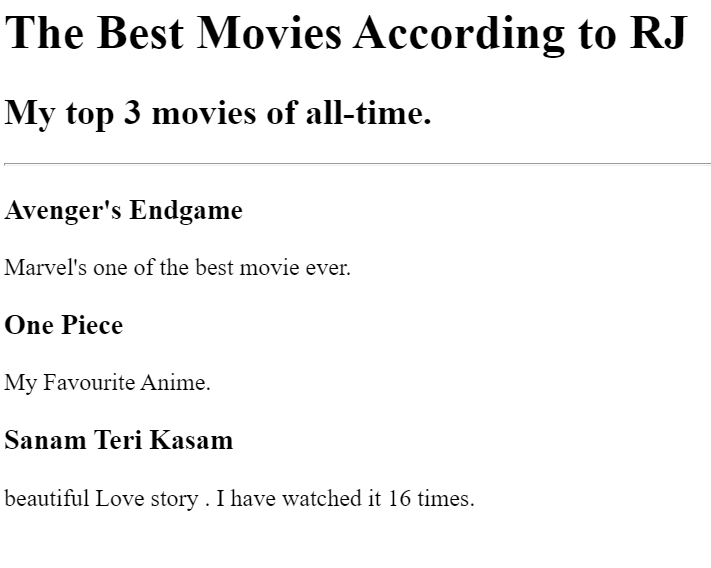 The Best Movies According to RJ
My top 3 movies of all-time.
Avenger's Endgame
Marvel's one of the best movie ever.
One Piece
My Favourite Anime.
Sanam Teri Kasam
beautiful Love story . I have watched it 16 times.